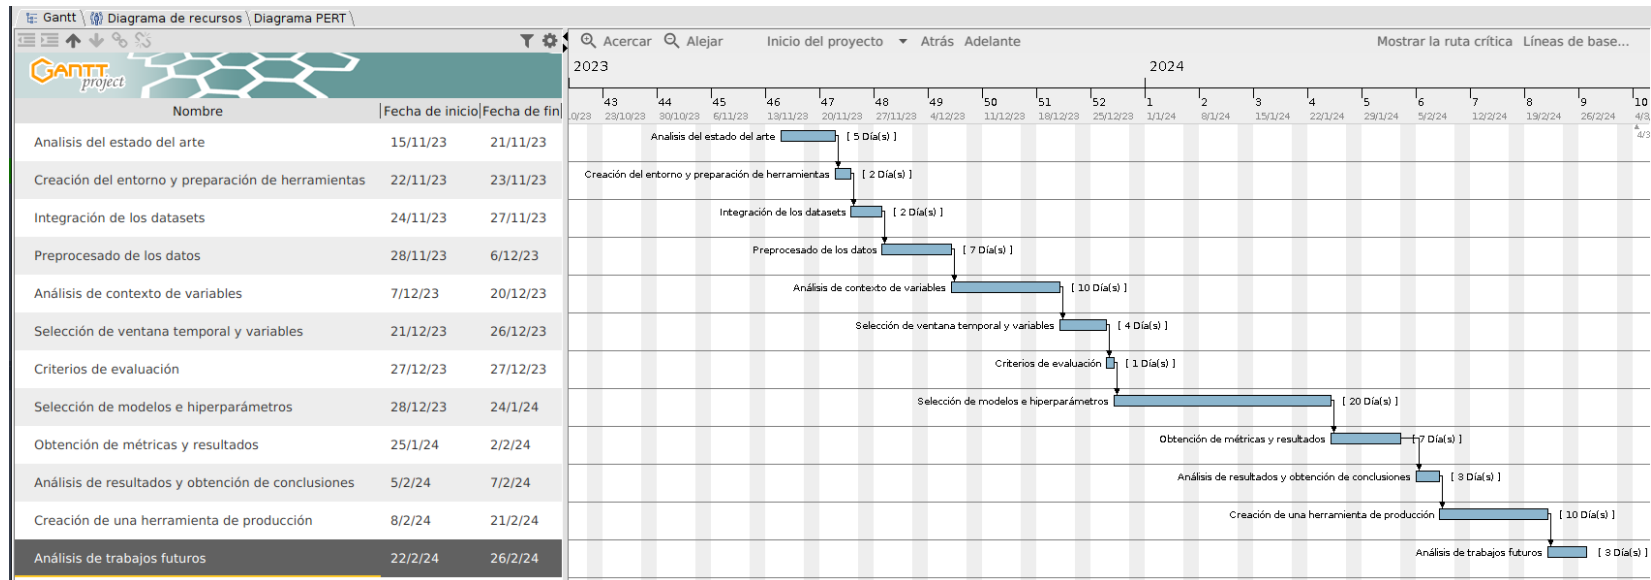 Gantt Diagrama de recursos Diagrama PERT
Acercar Alejar Inicio del proyecto Atrás Adelante Mostrar la ruta crítica Líneas de base...
GANTT project
2023 2024
Nombre Fecha de inicio Fecha de fin
43 44 45 46 47 48 49 50 51 52 1 2 3 4 5 6 7 8 9 10
0/23 23/10/23 30/10/23 6/11/23 13/11/23 20/11/23 27/11/23 4/12/23 11/12/23 18/12/23 25/12/23 1/1/24 8/1/24 15/1/24 22/1/24 29/1/24 5/2/24 12/2/24 19/2/24 26/2/24 4/3/
4/3
Analisis del estado del arte 15/11/23 21/11/23
Analisis del estado del arte [ 5 Día(s) ]
Creación del entorno y preparación de herramientas 22/11/23 23/11/23
Creación del entorno y preparación de herramientas [ 2 Día(s) ]
Integración de los datasets 24/11/23 27/11/23
Integración de los datasets [ 2 Día(s) ]
Preprocesado de los datos 28/11/23 6/12/23
Preprocesado de los datos [ 7 Día(s) ]
Análisis de contexto de variables 7/12/23 20/12/23
Análisis de contexto de variables [ 10 Día(s) ]
Selección de ventana temporal y variables 21/12/23 26/12/23
Selección de ventana temporal y variables [ 4 Día(s) ]
Criterios de evaluación 27/12/23 27/12/23
Criterios de evaluación [ 1 Día(s) ]
Selección de modelos e hiperparámetros 28/12/23 24/1/24
Selección de modelos e hiperparámetros [ 20 Día(s) ]
Obtención de métricas y resultados 25/1/24 2/2/24
Obtención de métricas y resultados [ 7 Día(s) ]
Análisis de resultados y obtención de conclusiones 5/2/24 7/2/24
Análisis de resultados y obtención de conclusiones [ 3 Día(s) ]
Creación de una herramienta de producción 8/2/24 21/2/24
Creación de una herramienta de producción [ 10 Día(s) ]
Análisis de trabajos futuros 22/2/24 26/2/24
Análisis de trabajos futuros [ 3 Día(s) ]